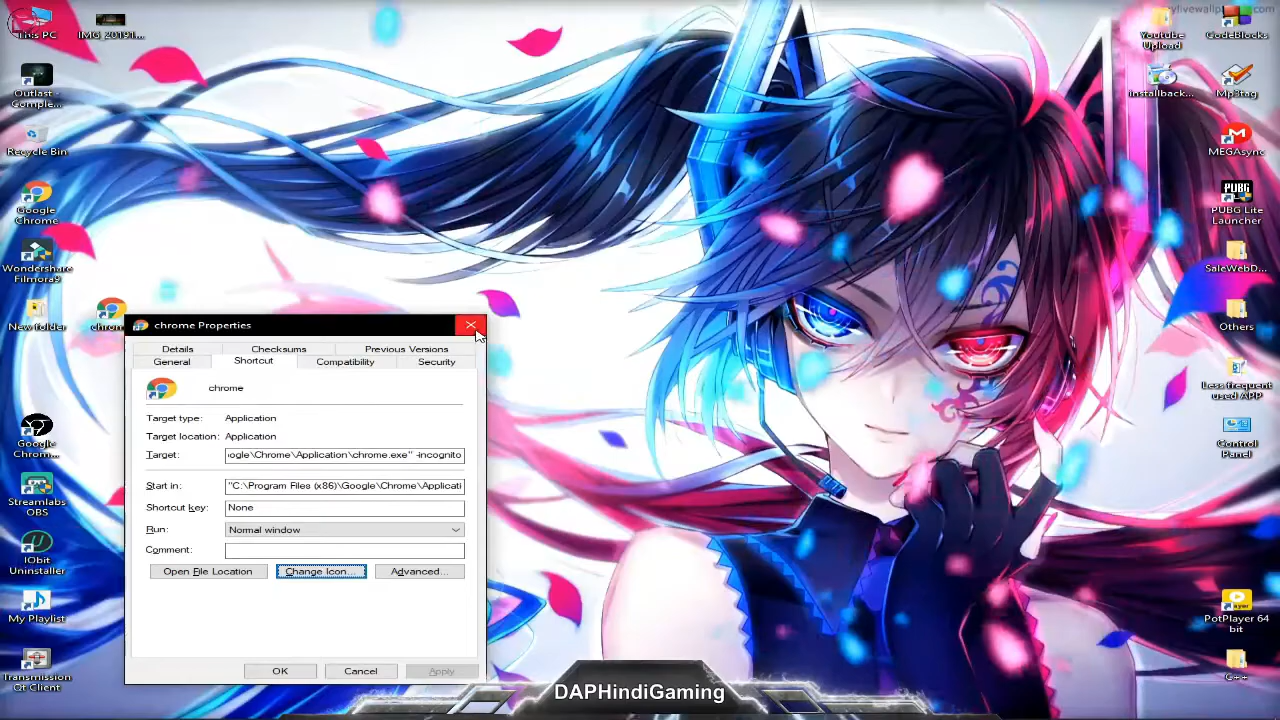 This PC
IMG_20191...
Outlast -
Comple...
Recycle Bin
Google
Chrome
Wondershare
Filmora9
New folder
chrom
Google
Chrom...
Streamlabs
OBS
IObit
Uninstaller
My Playlist
Transmission
Qt Client
chrome Properties
Details
Checksums
Previous Versions
General
Shortcut
Compatibility
Security
chrome
Target type:
Application
Target location:
Application
Target:
oogle\Chrome\Application\chrome.exe" -incognito
Start in:
"C:\Program Files (x86)\Google\Chrome\Applicati
Shortcut key:
None
Run:
Normal window
Comment:
Open File Location
Change Icon...
Advanced...
OK
Cancel
Apply
DAPHindiGaming
Youtube
Upload
CodeBlocks
installback...
Mp3tag
MEGAsync
PUBG
PUBG Lite
Launcher
SaleWebD...
Others
Less frequent
used APP
Control
Panel
PotPlayer 64
bit
C++